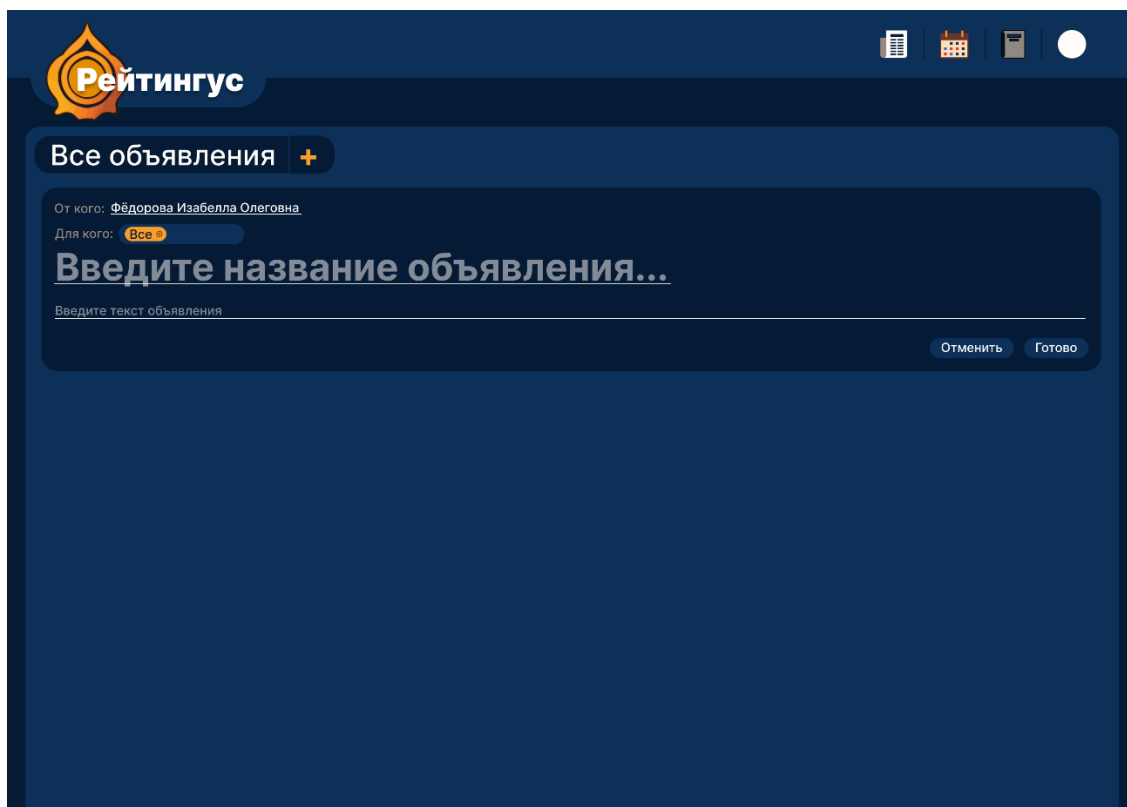 Рейтингус
Все объявления +
От кого: Фёдорова Изабелла Олеговна
Для кого: Все
Введите название объявления...
Введите текст объявления
Отменить Готово